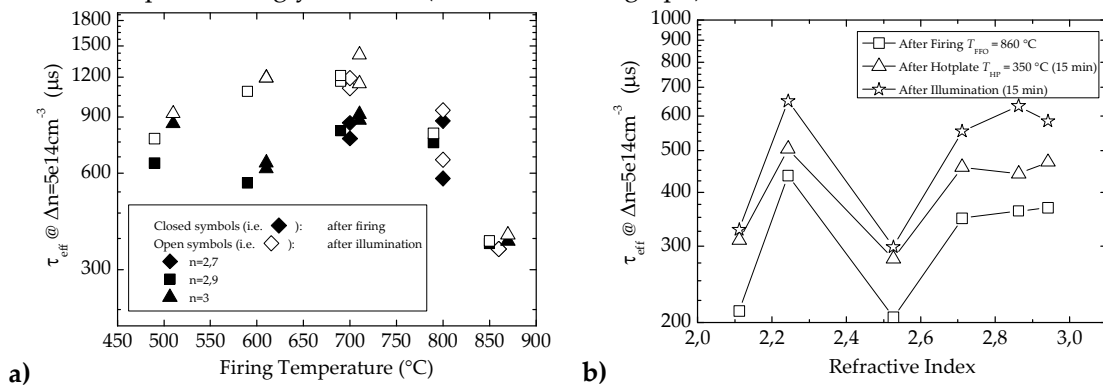 1800
1500
1200
900
600
300
τeff @ Δn=5e14cm-3 (μs)
Closed symbols (i.e. ◆ ): after firing
Open symbols (i.e. ◇ ): after illumination
◆ n=2,7
■ n=2,9
▲ n=3
450 500 550 600 650 700 750 800 850 900
Firing Temperature (°C)
a)
1000
900
800
700
600
500
400
300
200
τeff @ Δn=5e14cm-3 (μs)
After Firing TFFO = 860 °C
After Hotplate THP = 350 °C (15 min)
After Illumination (15 min)
2,0 2,2 2,4 2,6 2,8 3,0
Refractive Index
b)